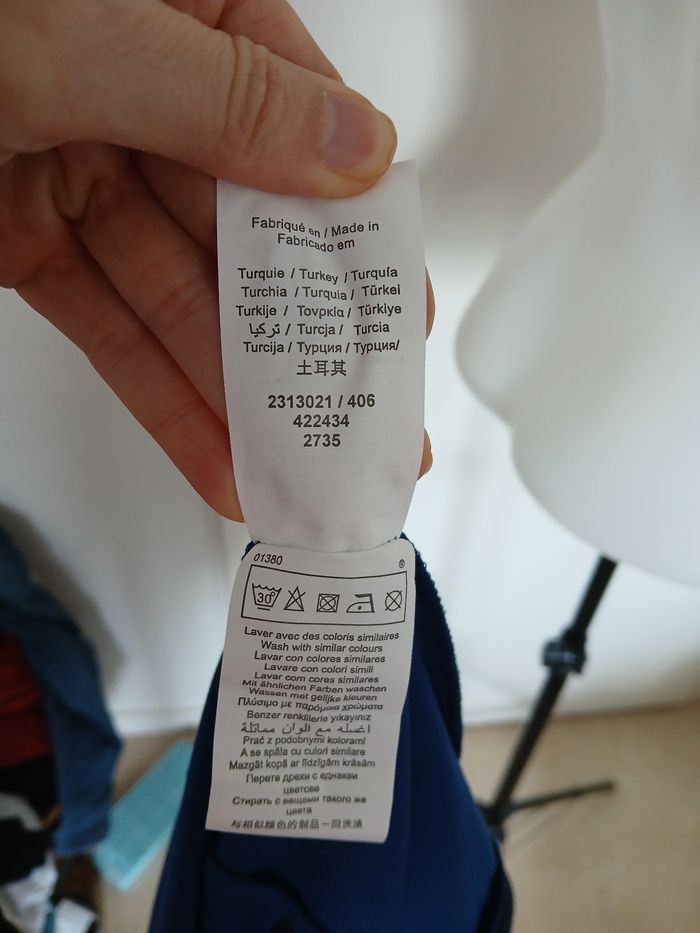 Fabriqué en / Made in
Fabricado em
Turquie / Turkey / Turquía
Turchia / Turquia / Türkei
Turkije / Τουρκία / Türkiye
تركيا / Turcja / Turcia
Turcija / Турция / Турция/
土耳其
2313021 / 406
422434
2735
01380 ®
30°
Laver avec des coloris similaires
Wash with similar colours
Lavar con colores similares
Lavare con colori simili
Lavar com cores similares
Mit ähnlichen Farben waschen
Wassen met gelijke kleuren
Πλύσιμο με παρόμοια χρώματα
Benzer renklilerle yıkayınız
اغسله مع الوان مماثلة
Prać z podobnymi kolorami
A se spăla cu culori similare
Mazgāt kopā ar līdzīgām krāsām
Перете дрехи с еднакви
цветове
Стирать с вещами такого же
цвета
与相似颜色的制品一同洗涤